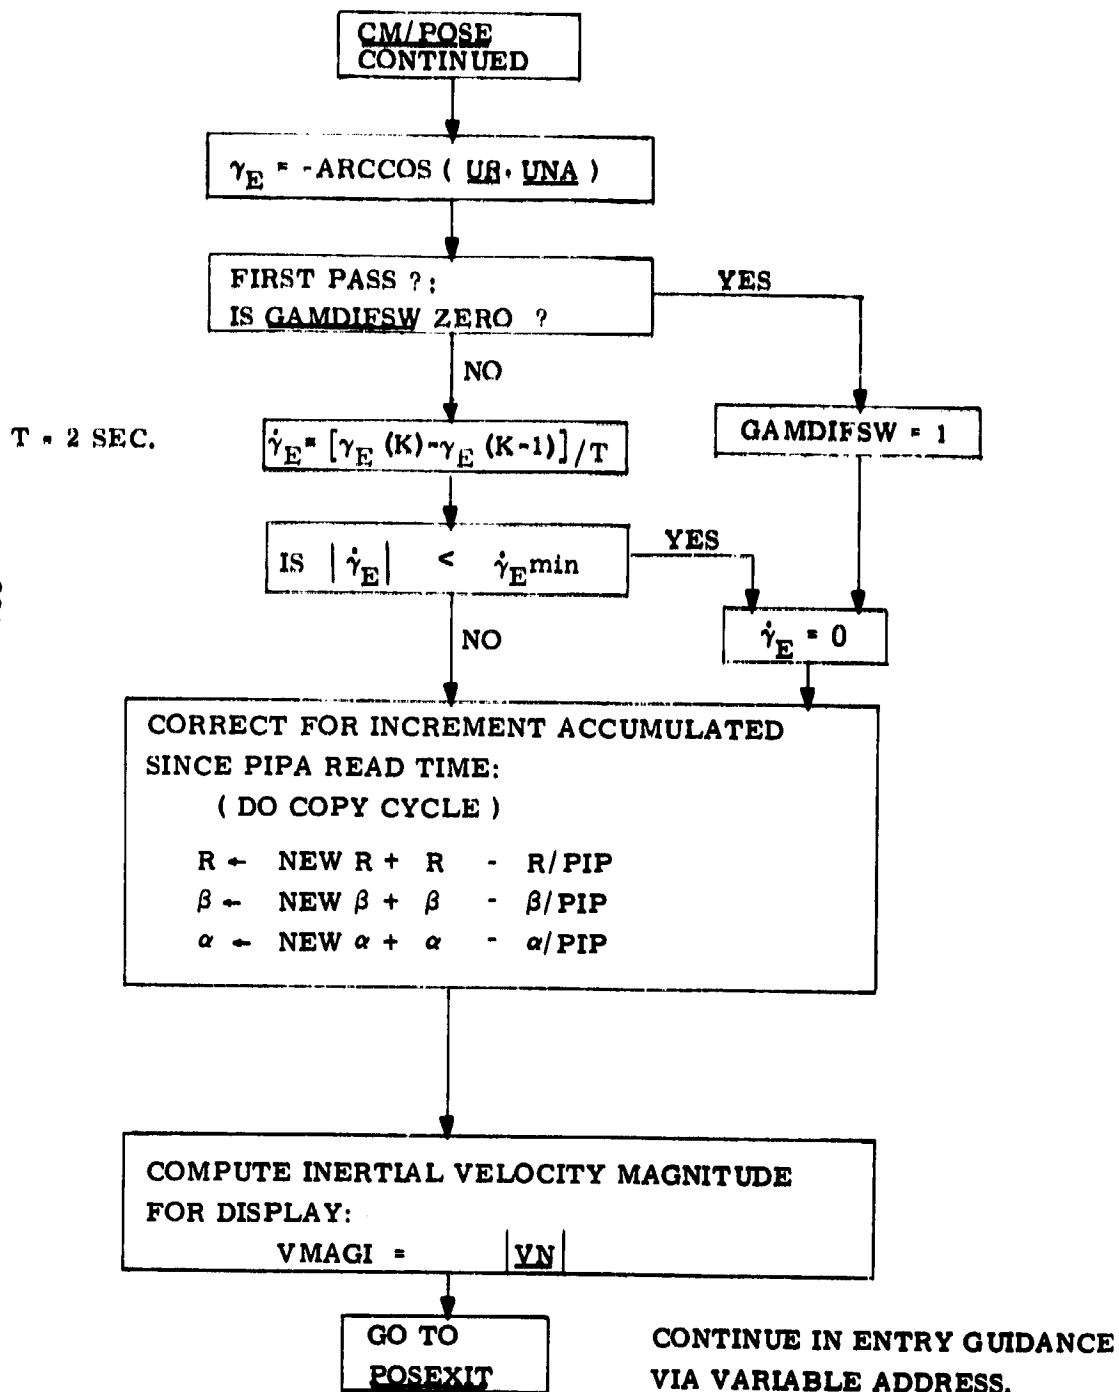 CM/POSE
CONTINUED
γE = -ARCCOS ( UR · UNA )
FIRST PASS ?:
IS GAMDIFSW ZERO ?
YES
NO
T = 2 SEC.
γ̇E = [γE (K)-γE (K-1)]/T
GAMDIFSW = 1
IS |γ̇E| < γ̇E min
YES
NO
γ̇E = 0
CORRECT FOR INCREMENT ACCUMULATED
SINCE PIPA READ TIME:
( DO COPY CYCLE )
R ← NEW R + R - R/PIP
β ← NEW β + β - β/PIP
α ← NEW α + α - α/PIP
COMPUTE INERTIAL VELOCITY MAGNITUDE
FOR DISPLAY:
VMAGI = |VN|
GO TO
POSEXIT
CONTINUE IN ENTRY GUIDANCE
VIA VARIABLE ADDRESS.